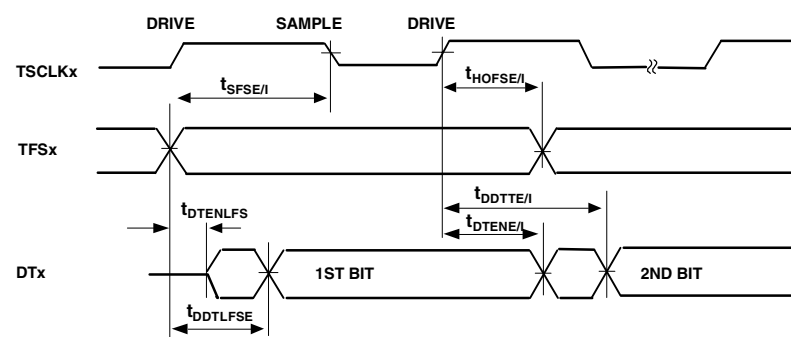 DRIVE SAMPLE DRIVE
TSCLKx
tSFSE/I
tHOFSE/I
TFSx
tDTENLFS
tDDTTE/I
tDTENE/I
DTx
1ST BIT
2ND BIT
tDDTLFSE